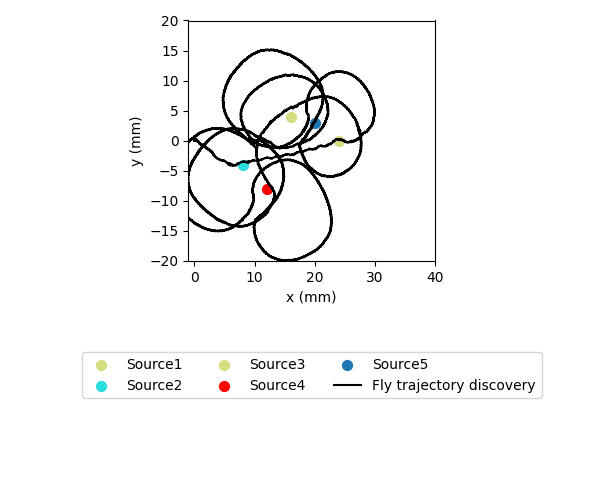 20
15
10
5
0
−5
−10
−15
−20
y (mm)
0 10 20 30 40
x (mm)
Source1 Source3 Source5
Source2 Source4 Fly trajectory discovery